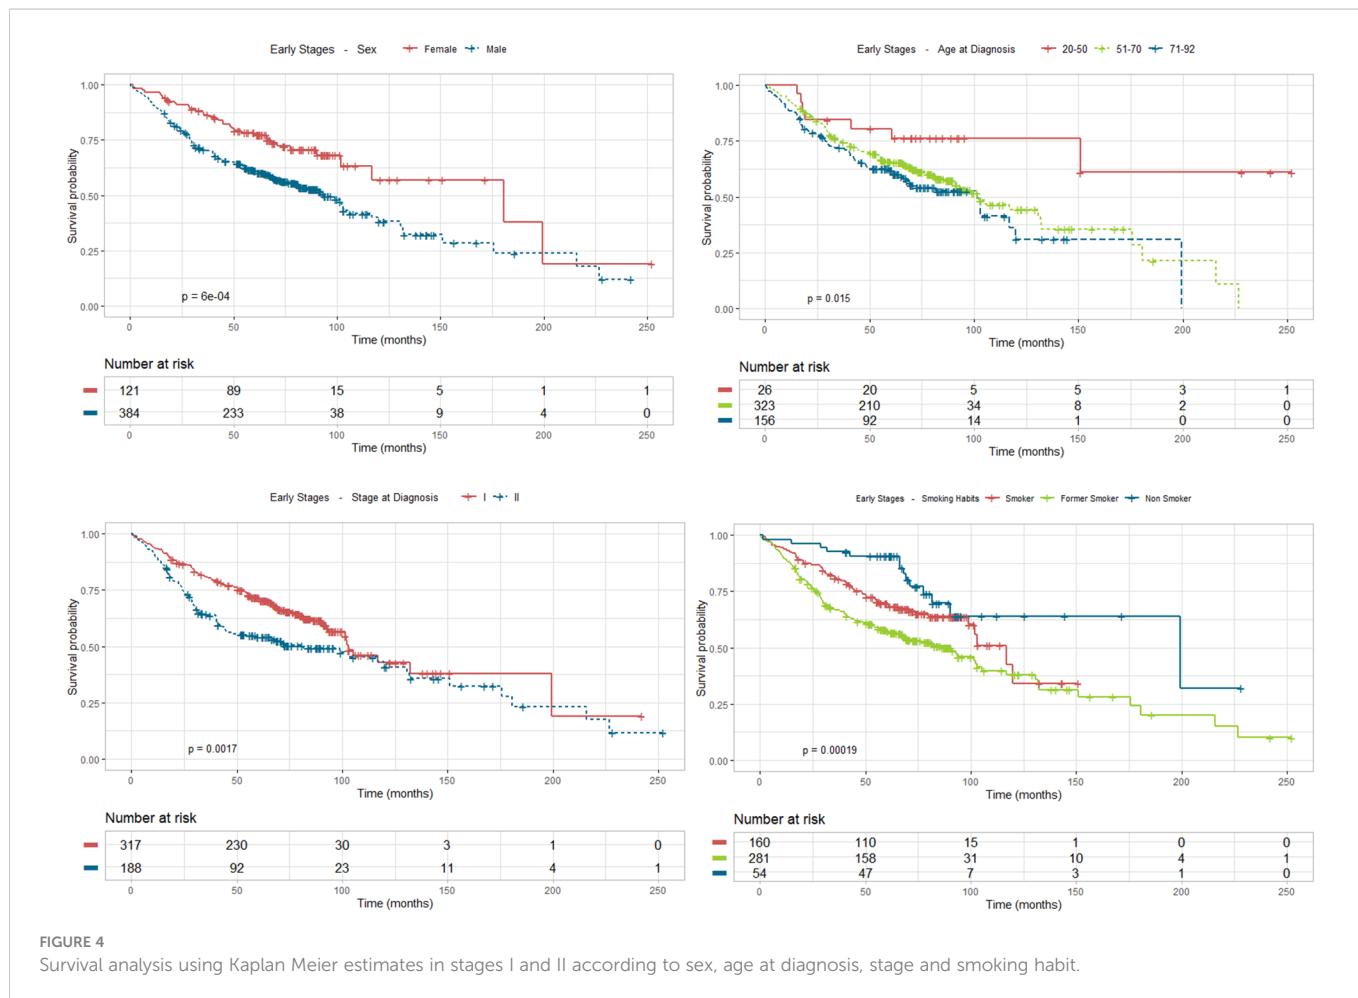 Early Stages - Sex Female Male
1.00
0.75
0.50
0.25
0.00
Survival probability
p = 6e-04
0 50 100 150 200 250
Time (months)
Number at risk
121 89 15 5 1 1
384 233 38 9 4 0
0 50 100 150 200 250
Time (months)
Early Stages - Age at Diagnosis 20-50 51-70 71-92
1.00
0.75
0.50
0.25
0.00
Survival probability
p = 0.015
0 50 100 150 200 250
Time (months)
Number at risk
26 20 5 5 3 1
323 210 34 8 2 0
156 92 14 1 0 0
0 50 100 150 200 250
Time (months)
Early Stages - Stage at Diagnosis I II
1.00
0.75
0.50
0.25
0.00
Survival probability
p = 0.0017
0 50 100 150 200 250
Time (months)
Number at risk
317 230 30 3 1 0
188 92 23 11 4 1
0 50 100 150 200 250
Time (months)
Early Stages - Smoking Habits Smoker Former Smoker Non Smoker
1.00
0.75
0.50
0.25
0.00
Survival probability
p = 0.00019
0 50 100 150 200 250
Time (months)
Number at risk
160 110 15 1 0 0
281 158 31 10 4 1
54 47 7 3 1 0
0 50 100 150 200 250
Time (months)
FIGURE 4
Survival analysis using Kaplan Meier estimates in stages I and II according to sex, age at diagnosis, stage and smoking habit.